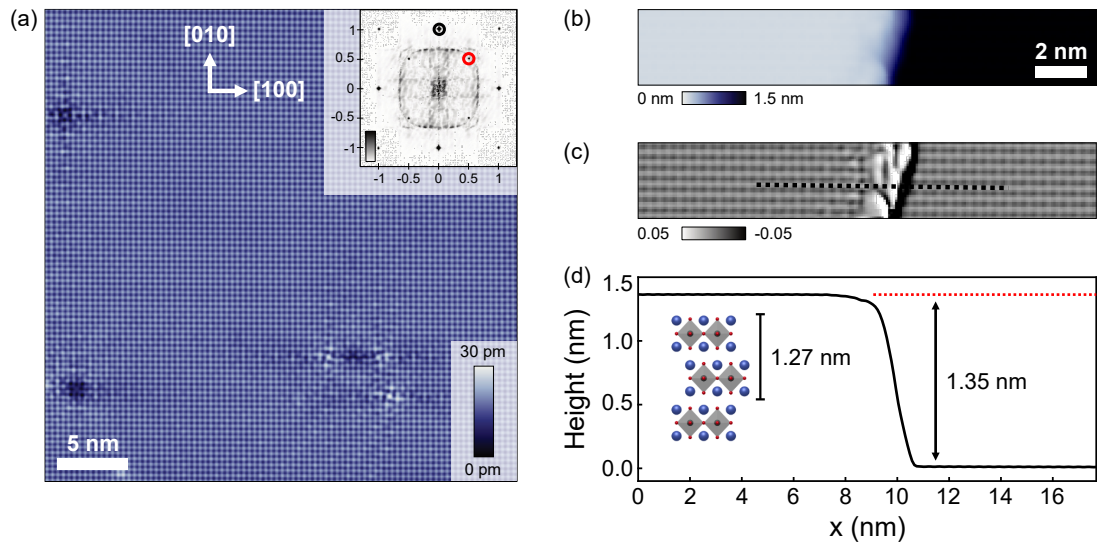 (a)
[010]
[100]
1
0.5
0
-0.5
-1
-1
-0.5
0
0.5
1
30 pm
0 pm
5 nm
(b)
2 nm
0 nm
1.5 nm
(c)
0.05
-0.05
(d)
1.5
1.0
0.5
0.0
Height (nm)
1.27 nm
1.35 nm
0
2
4
6
8
10
12
14
16
x (nm)